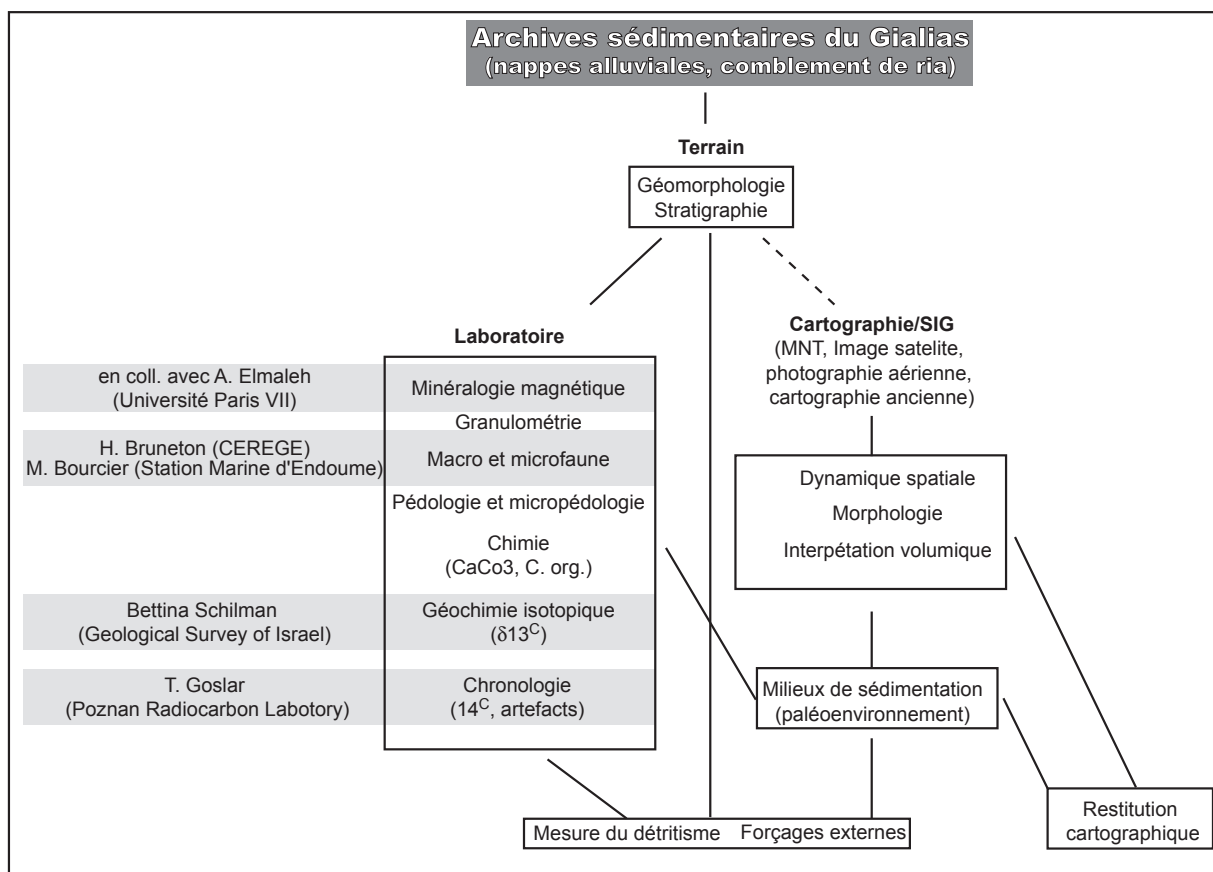 Archives sédimentaires du Gialias
(nappes alluviales, comblement de ria)
Terrain
Géomorphologie
Stratigraphie
Laboratoire
en coll. avec A. Elmaleh
(Université Paris VII)
Minéralogie magnétique
Granulométrie
H. Bruneton (CEREGE)
M. Bourcier (Station Marine d'Endoume)
Macro et microfaune
Pédologie et micropédologie
Chimie
(CaCo3, C. org.)
Bettina Schilman
(Geological Survey of Israel)
Géochimie isotopique
(δ13C)
T. Goslar
(Poznan Radiocarbon Labotory)
Chronologie
(14C, artefacts)
Cartographie/SIG
(MNT, Image satelite,
photographie aérienne,
cartographie ancienne)
Dynamique spatiale
Morphologie
Interpétation volumique
Milieux de sédimentation
(paléoenvironnement)
Mesure du détritisme Forçages externes
Restitution
cartographique